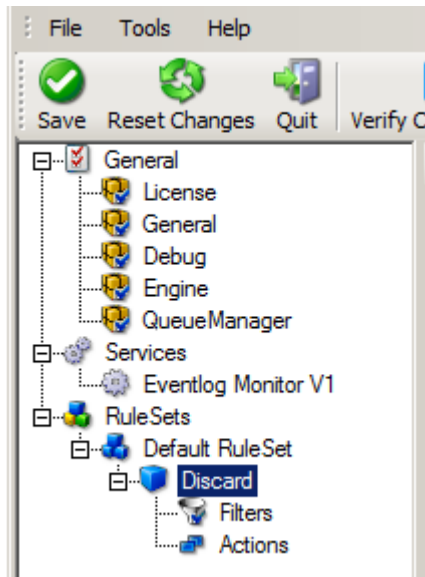 File Tools Help
Save Reset Changes Quit Verify
General
License
General
Debug
Engine
QueueManager
Services
Eventlog Monitor V1
RuleSets
Default RuleSet
Discard
Filters
Actions